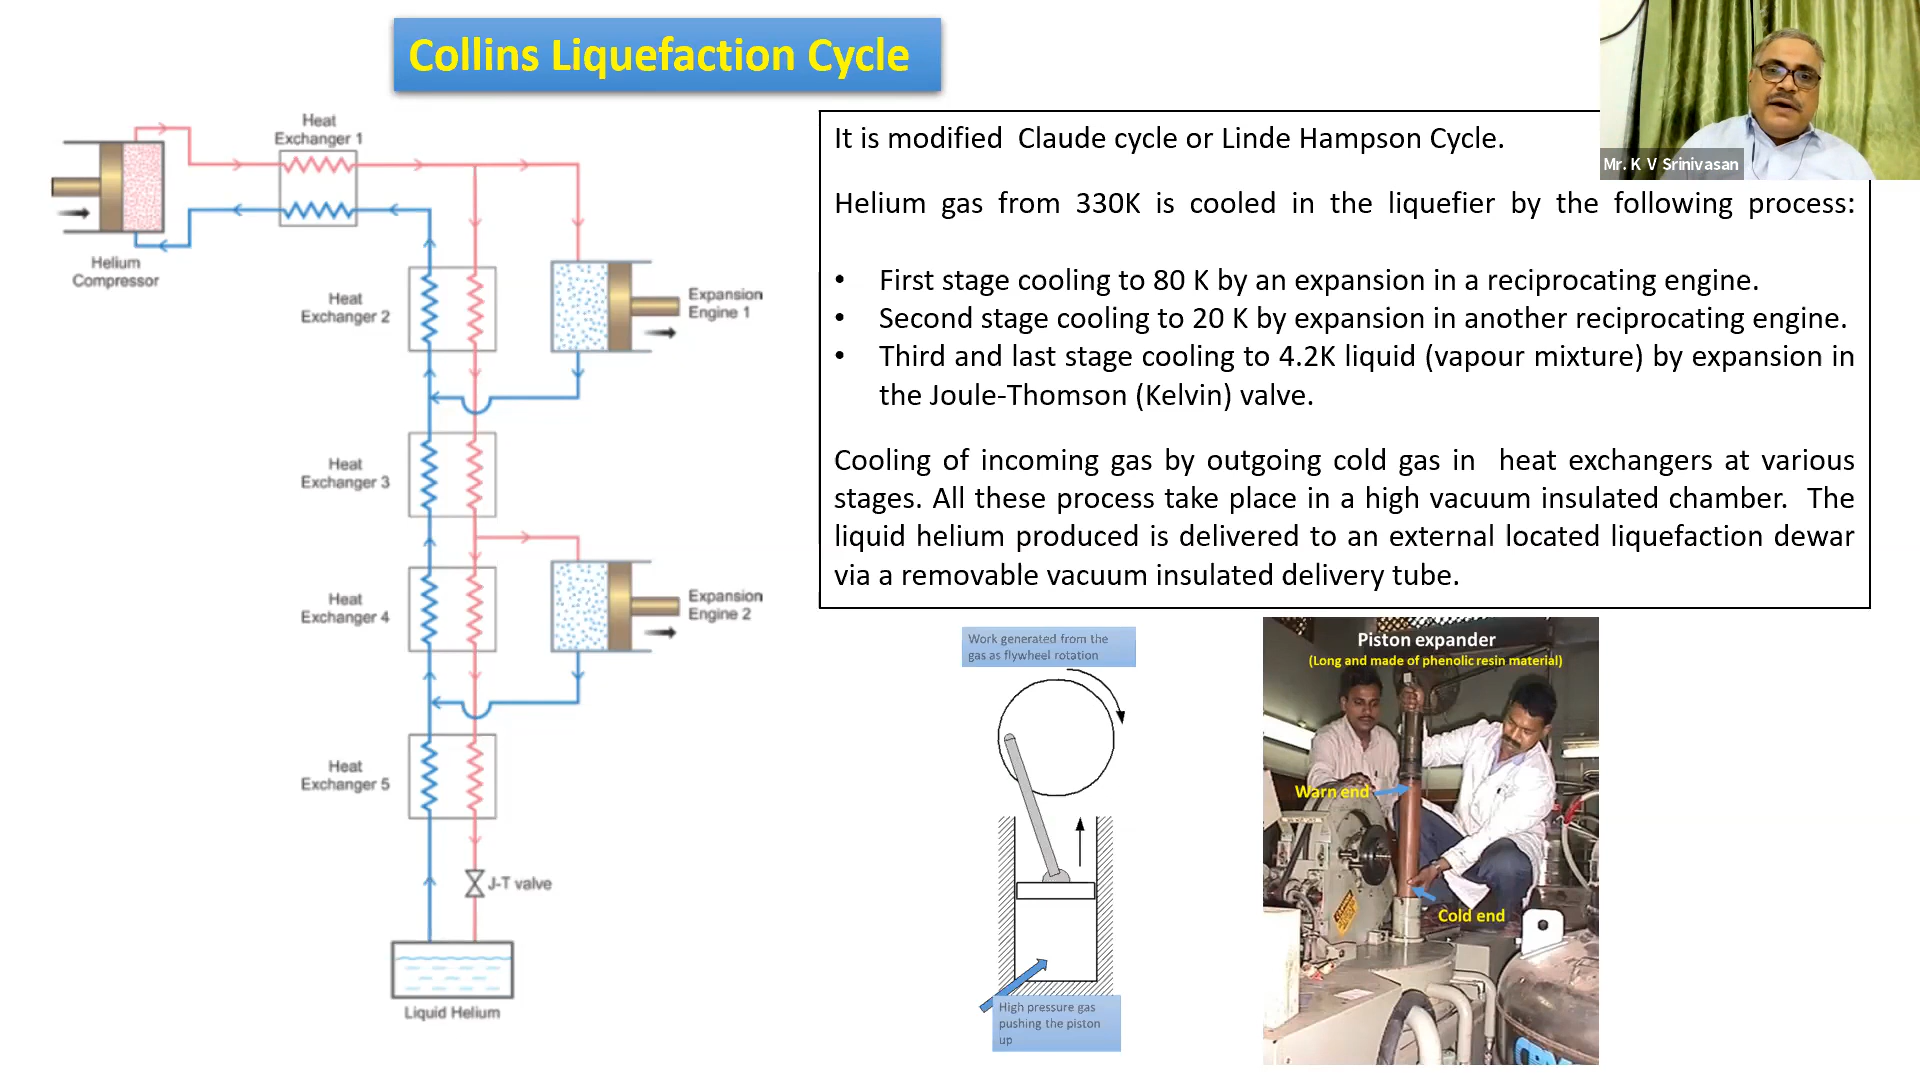 Collins Liquefaction Cycle
Heat
Exchanger 1
Helium
Compressor
Heat
Exchanger 2
Expansion
Engine 1
Heat
Exchanger 3
Heat
Exchanger 4
Expansion
Engine 2
Heat
Exchanger 5
J-T valve
Liquid Helium
Mr. K V Srinivasan
It is modified Claude cycle or Linde Hampson Cycle.
Helium gas from 330K is cooled in the liquefier by the following process:
• First stage cooling to 80 K by an expansion in a reciprocating engine.
• Second stage cooling to 20 K by expansion in another reciprocating engine.
• Third and last stage cooling to 4.2K liquid (vapour mixture) by expansion in
the Joule-Thomson (Kelvin) valve.
Cooling of incoming gas by outgoing cold gas in heat exchangers at various
stages. All these process take place in a high vacuum insulated chamber. The
liquid helium produced is delivered to an external located liquefaction dewar
via a removable vacuum insulated delivery tube.
Work generated from the
gas as flywheel rotation
High pressure gas
pushing the piston
up
Piston expander
(Long and made of phenolic resin material)
Warn end
Cold end